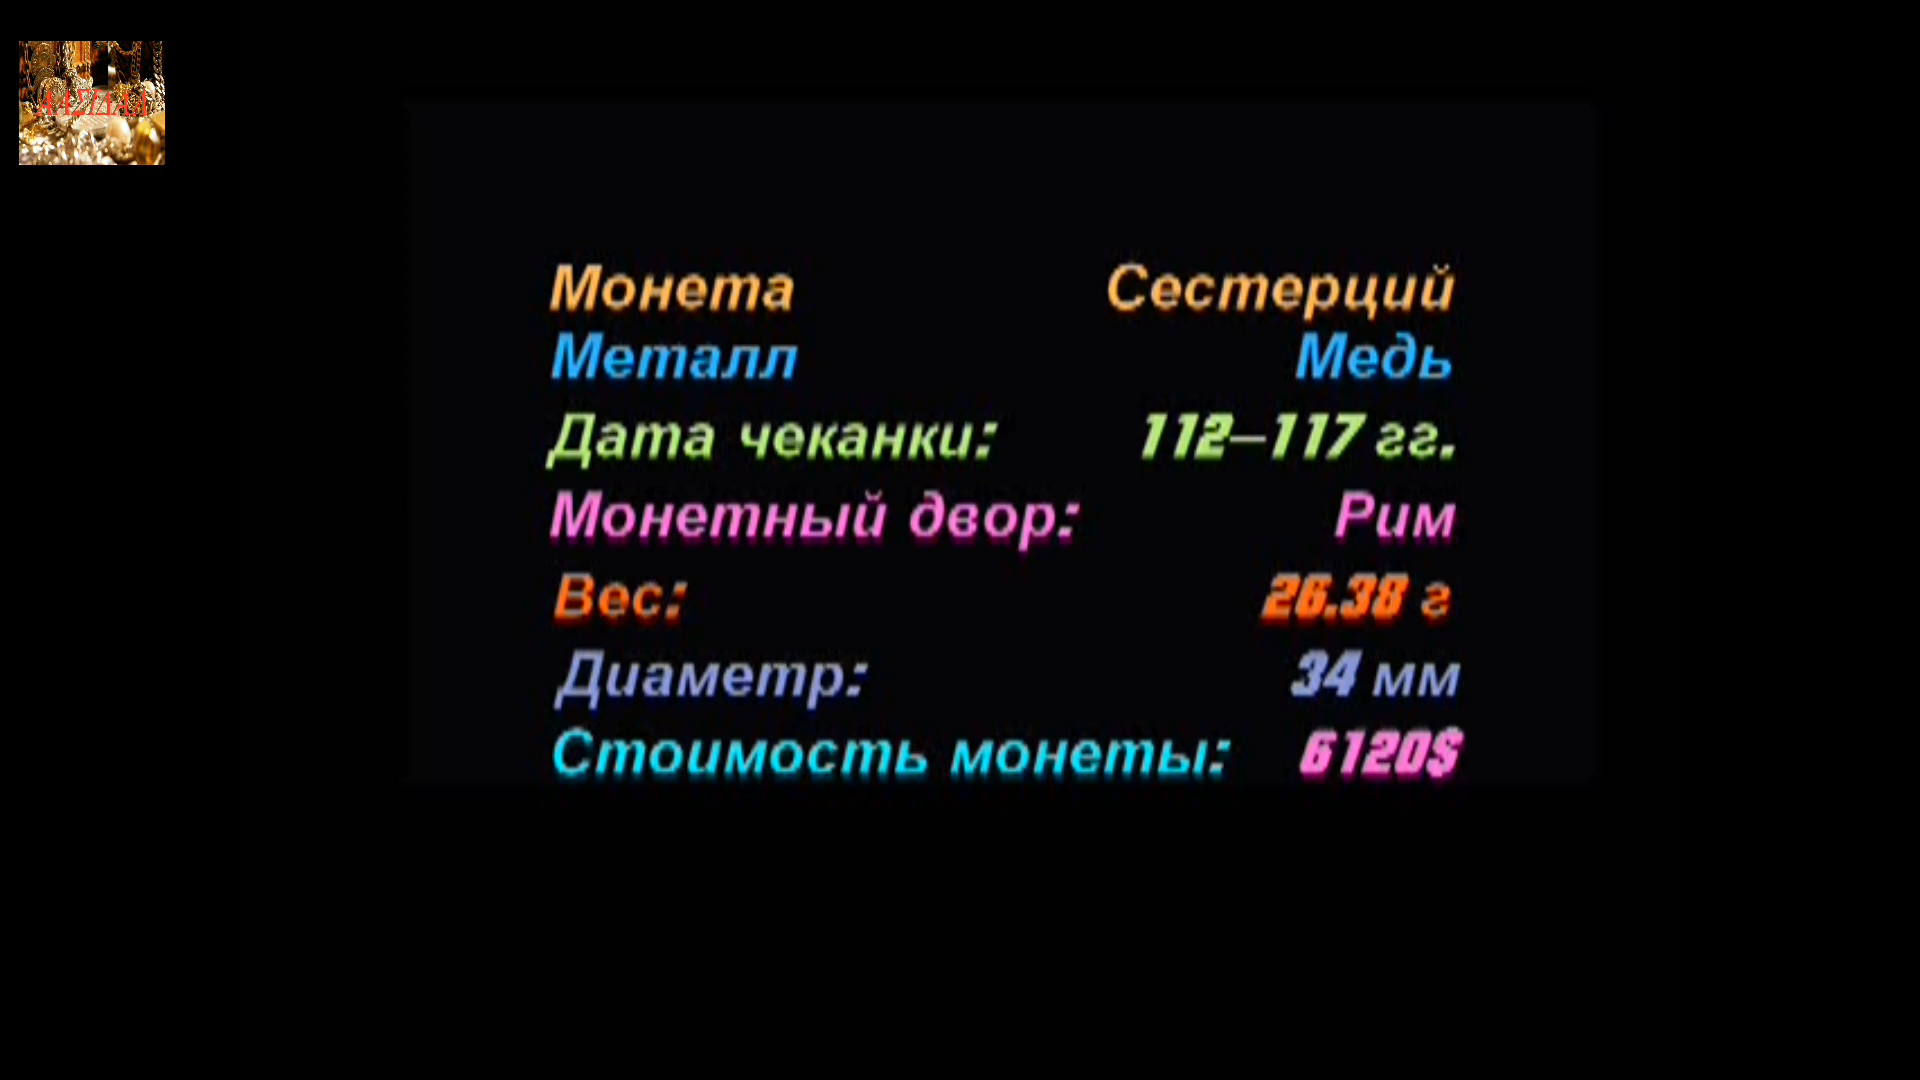 Монета Сестерций
Металл Медь
Дата чеканки: 112–117 гг.
Монетный двор: Рим
Вес: 26.38 г
Диаметр: 34 мм
Стоимость монеты: 6120$